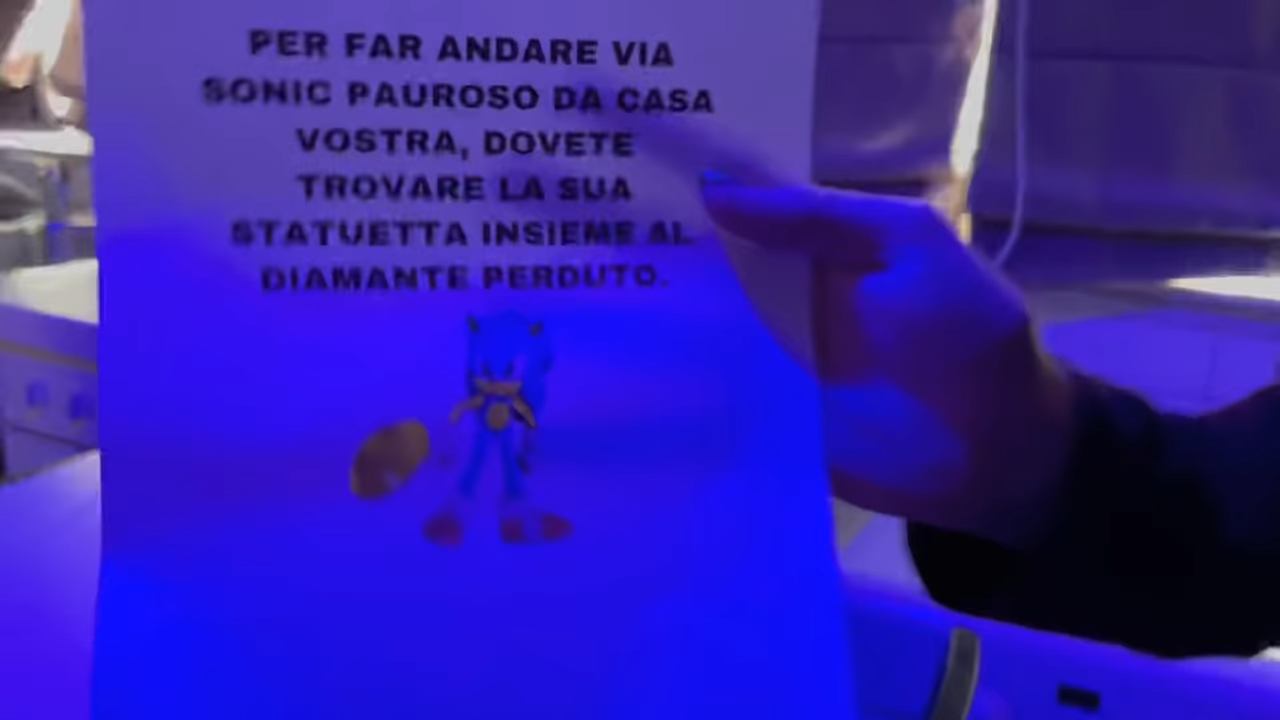 PER FAR ANDARE VIA
SONIC PAUROSO DA CASA
VOSTRA, DOVETE
TROVARE LA SUA
STATUETTA INSIEME AL
DIAMANTE PERDUTO.